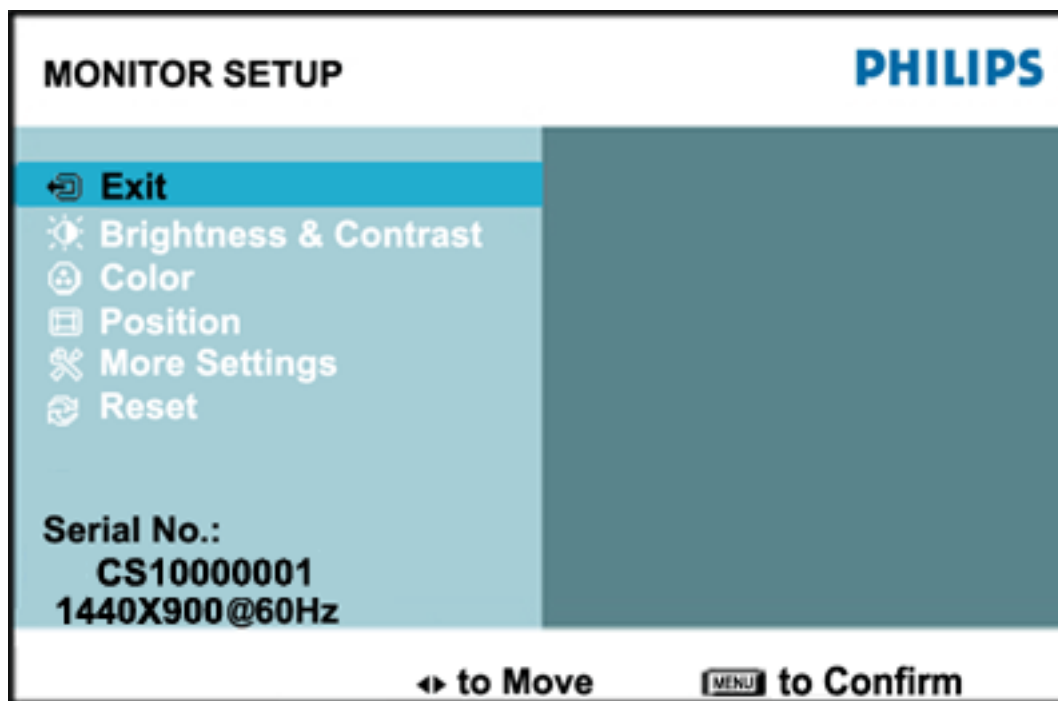 MONITOR SETUP
PHILIPS
Exit
Brightness & Contrast
Color
Position
More Settings
Reset
Serial No.:
CS10000001
1440X900@60Hz
to Move
MENU to Confirm